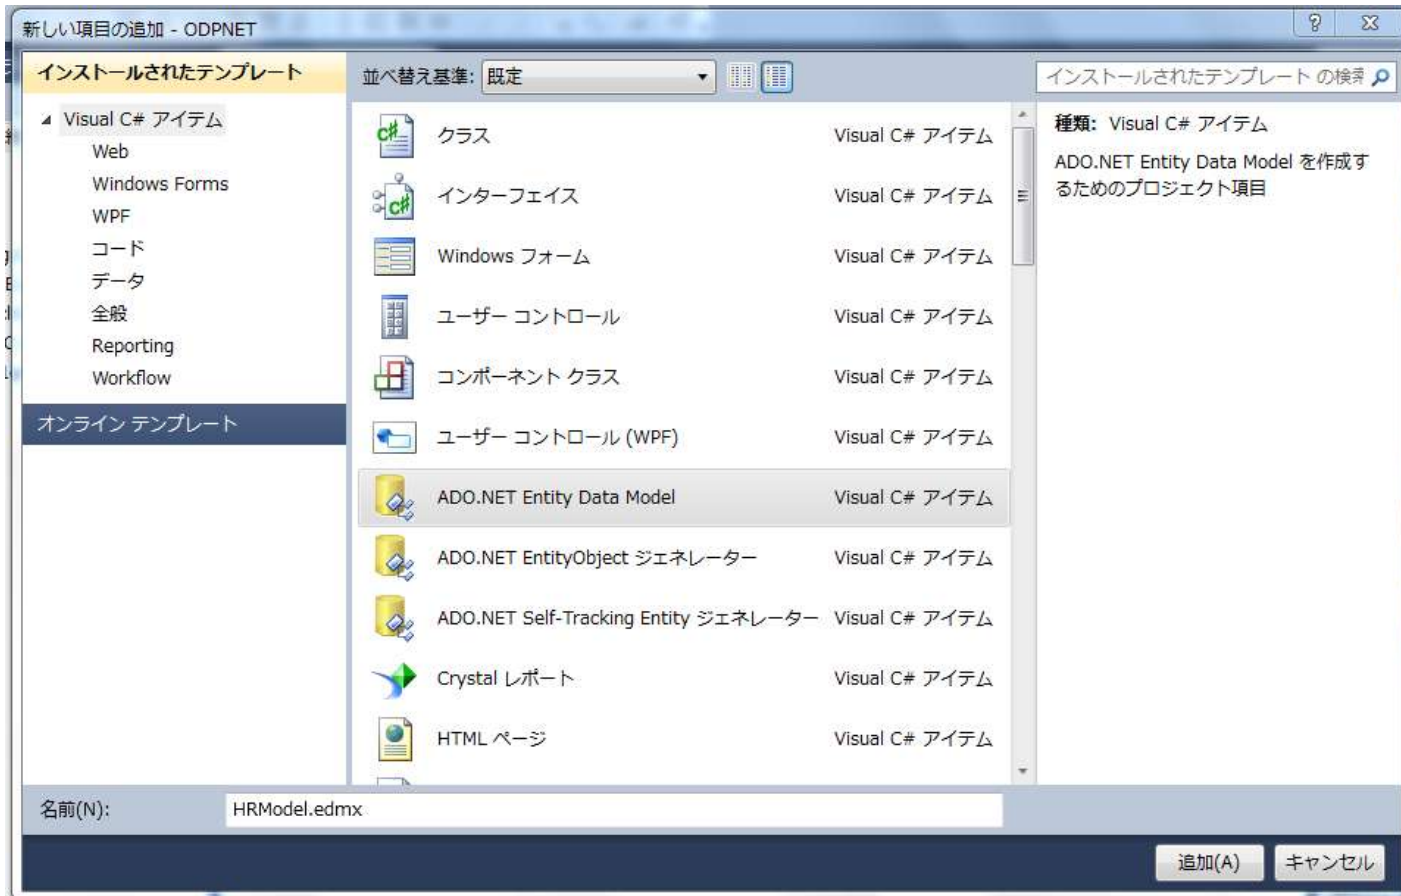 新しい項目の追加 - ODPNET
インストールされたテンプレート
並べ替え基準: 既定
インストールされたテンプレート の検索
Visual C# アイテム
Web
Windows Forms
WPF
コード
データ
全般
Reporting
Workflow
オンライン テンプレート
クラス Visual C# アイテム
インターフェイス Visual C# アイテム
Windows フォーム Visual C# アイテム
ユーザー コントロール Visual C# アイテム
コンポーネント クラス Visual C# アイテム
ユーザー コントロール (WPF) Visual C# アイテム
ADO.NET Entity Data Model Visual C# アイテム
ADO.NET EntityObject ジェネレーター Visual C# アイテム
ADO.NET Self-Tracking Entity ジェネレーター Visual C# アイテム
Crystal レポート Visual C# アイテム
HTML ページ Visual C# アイテム
種類: Visual C# アイテム
ADO.NET Entity Data Model を作成す
るためのプロジェクト項目
名前(N): HRModel.edmx
追加(A) キャンセル